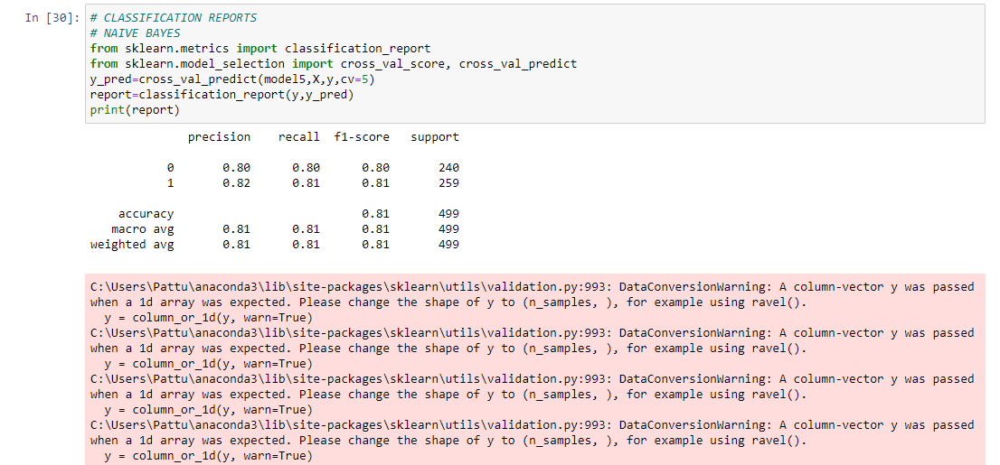 In [30]: # CLASSIFICATION REPORTS
# NAIVE BAYES
from sklearn.metrics import classification_report
from sklearn.model_selection import cross_val_score, cross_val_predict
y_pred=cross_val_predict(model5,X,y,cv=5)
report=classification_report(y,y_pred)
print(report)
precision recall f1-score support
0 0.80 0.80 0.80 240
1 0.82 0.81 0.81 259
accuracy 0.81 499
macro avg 0.81 0.81 0.81 499
weighted avg 0.81 0.81 0.81 499
C:\Users\Pattu\anaconda3\lib\site-packages\sklearn\utils\validation.py:993: DataConversionWarning: A column-vector y was passed
when a 1d array was expected. Please change the shape of y to (n_samples, ), for example using ravel().
y = column_or_1d(y, warn=True)
C:\Users\Pattu\anaconda3\lib\site-packages\sklearn\utils\validation.py:993: DataConversionWarning: A column-vector y was passed
when a 1d array was expected. Please change the shape of y to (n_samples, ), for example using ravel().
y = column_or_1d(y, warn=True)
C:\Users\Pattu\anaconda3\lib\site-packages\sklearn\utils\validation.py:993: DataConversionWarning: A column-vector y was passed
when a 1d array was expected. Please change the shape of y to (n_samples, ), for example using ravel().
y = column_or_1d(y, warn=True)
C:\Users\Pattu\anaconda3\lib\site-packages\sklearn\utils\validation.py:993: DataConversionWarning: A column-vector y was passed
when a 1d array was expected. Please change the shape of y to (n_samples, ), for example using ravel().
y = column_or_1d(y, warn=True)